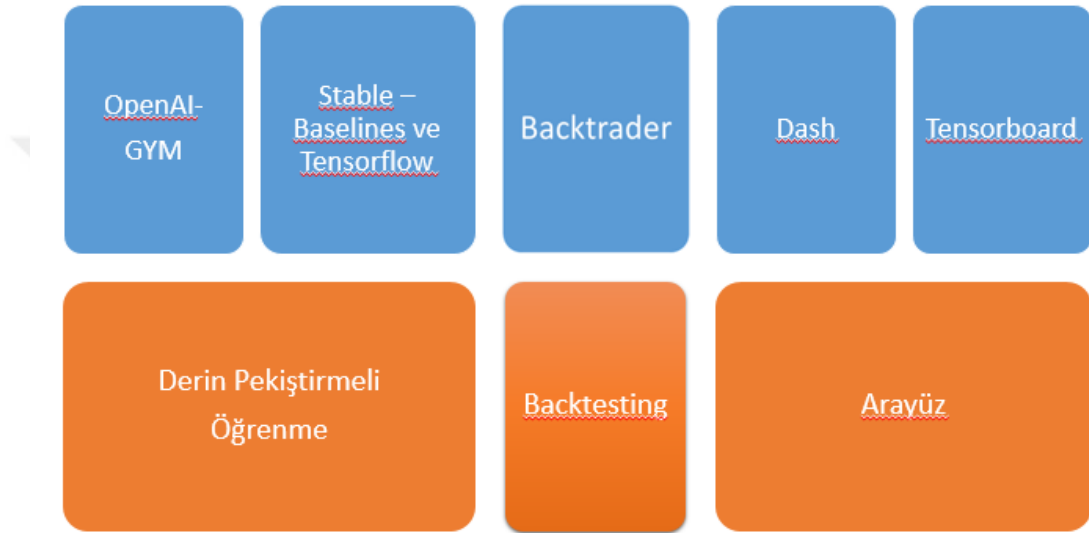 OpenAI-
GYM
Stable –
Baselines ve
Tensorflow
Backtrader
Dash
Tensorboard
Derin Pekiştirmeli
Öğrenme
Backtesting
Arayüz